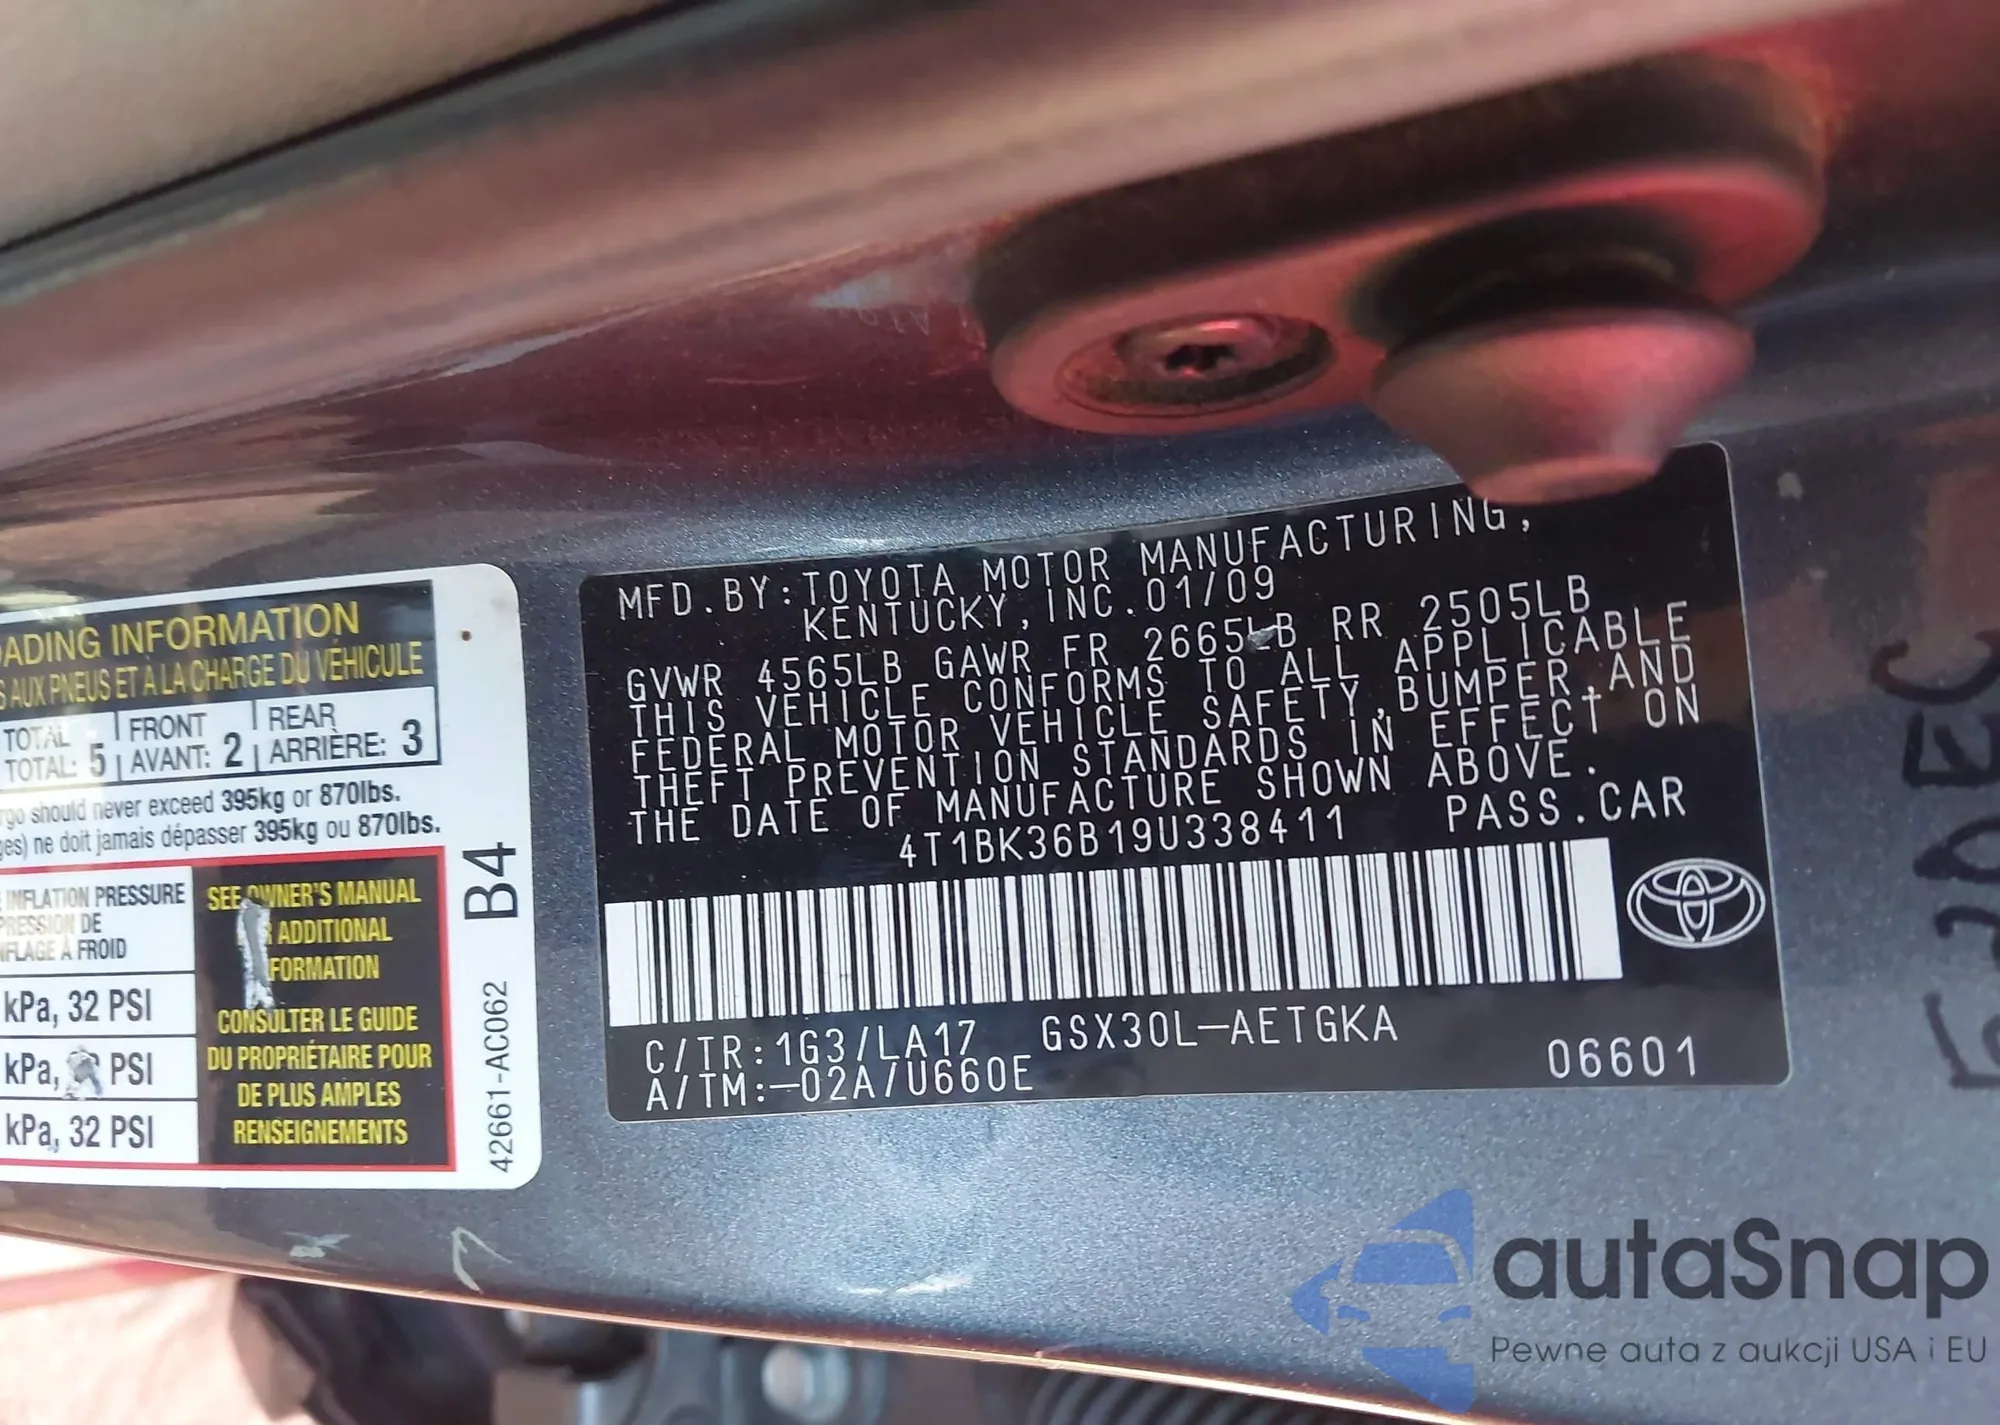 ADING INFORMATION
S AUX PNEUS ET À LA CHARGE DU VÉHICULE
TOTAL FRONT REAR
TOTAL: 5 AVANT: 2 ARRIÈRE: 3
rgo should never exceed 395kg or 870lbs.
ges) ne doit jamais dépasser 395kg ou 870lbs.
INFLATION PRESSURE
PRESSION DE
NFLAGE À FROID
kPa, 32 PSI
kPa, PSI
kPa, 32 PSI
SEE OWNER'S MANUAL
R ADDITIONAL
FORMATION
CONSULTER LE GUIDE
DU PROPRIÉTAIRE POUR
DE PLUS AMPLES
RENSEIGNEMENTS
B4
42661-AC062
MFD.BY:TOYOTA MOTOR MANUFACTURING,
KENTUCKY,INC.01/09
GVWR 4565LB GAWR FR 2665LB RR 2505LB
THIS VEHICLE CONFORMS TO ALL APPLICABLE
FEDERAL MOTOR VEHICLE SAFETY,BUMPER,AND
THEFT PREVENTION STANDARDS IN EFFECT ON
THE DATE OF MANUFACTURE SHOWN ABOVE.
4T1BK36B19U338411 PASS.CAR
C/TR:1G3/LA17 GSX30L-AETGKA
A/TM:-02A/U660E 06601
autaSnap
Pewne auta z aukcji USA i EU